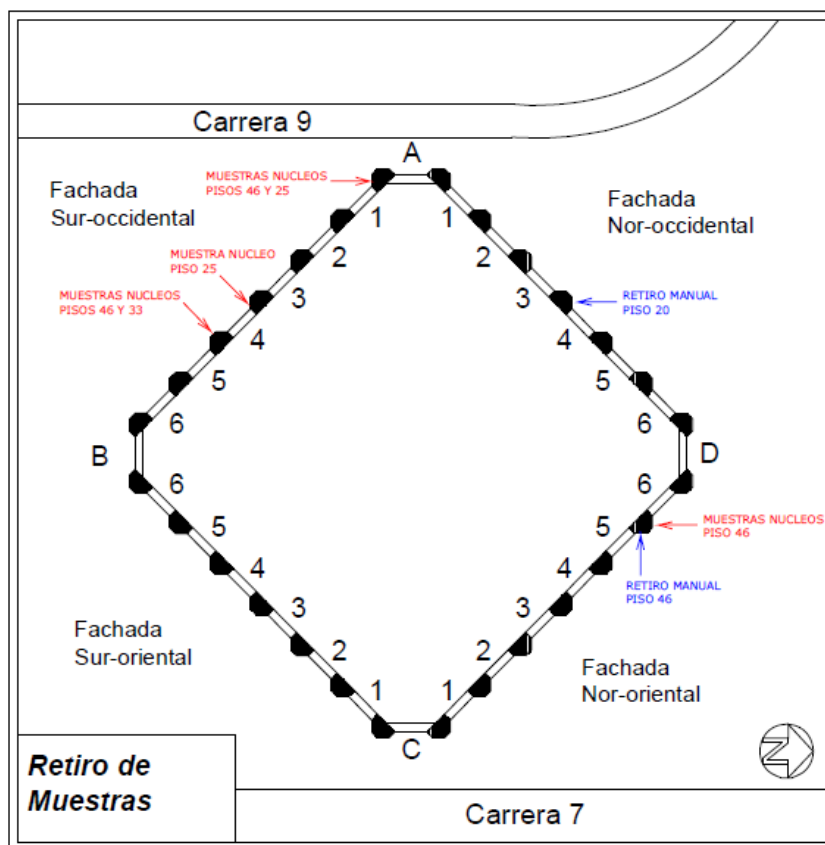 Carrera 9
A
MUESTRAS NUCLEOS
PISOS 46 Y 25
Fachada
Sur-occidental
Fachada
Nor-occidental
1
1
2
2
MUESTRA NUCLEO
PISO 25
3
3
MUESTRAS NUCLEOS
PISOS 46 Y 33
RETIRO MANUAL
PISO 20
4
4
5
5
6
6
B
D
6
6
5
5
MUESTRAS NUCLEOS
PISO 46
4
4
RETIRO MANUAL
PISO 46
3
3
Fachada
Sur-oriental
2
2
Fachada
Nor-oriental
1
1
C
N
Retiro de
Muestras
Carrera 7